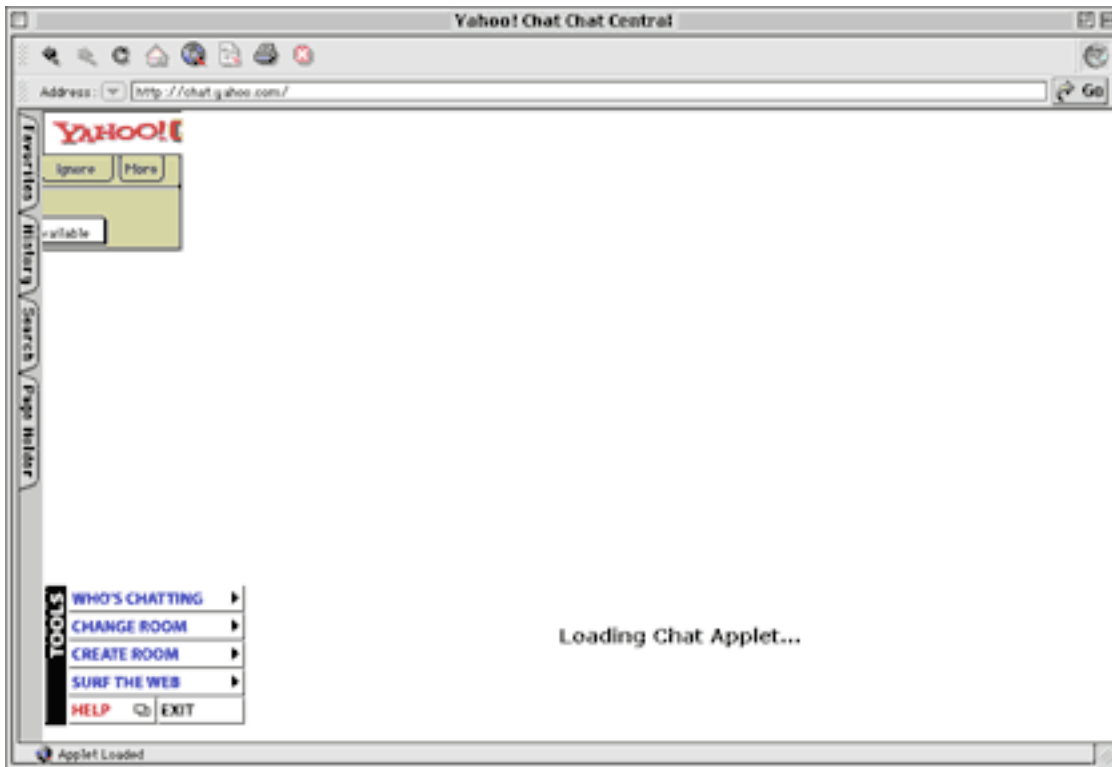 Yahoo! Chat Chat Central
Address: http://chat.yahoo.com/ Go
Favorites
History
Search
Page Holder
YAHOO!
Ignore More
vailable
TOOLS
WHO'S CHATTING
CHANGE ROOM
CREATE ROOM
SURF THE WEB
HELP EXIT
Loading Chat Applet...
Applet Loaded